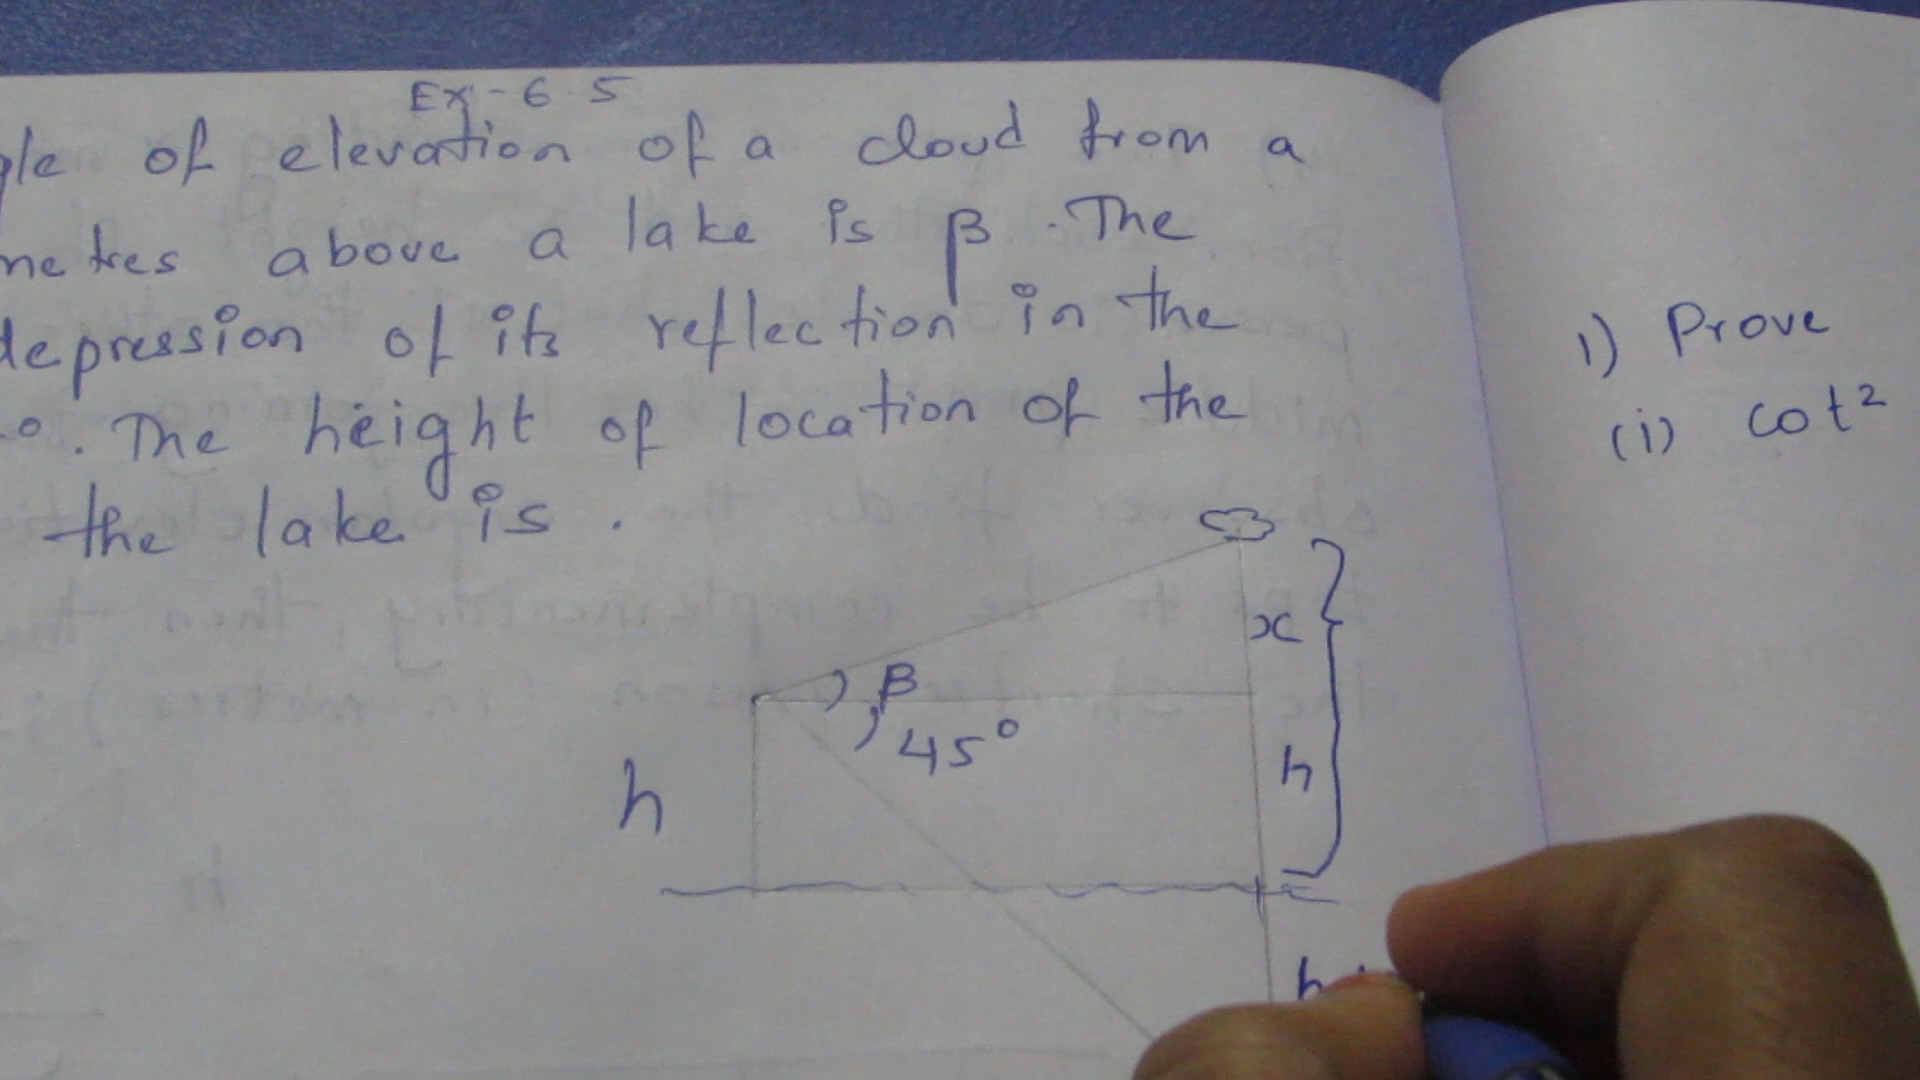 Ex - 6.5
gle of elevation of a cloud from a
metres above a lake is β. The
depression of its reflection in the
°. The height of location of the
the lake is.
x
β
45°
h
h
h
1) Prove
(i) cot²